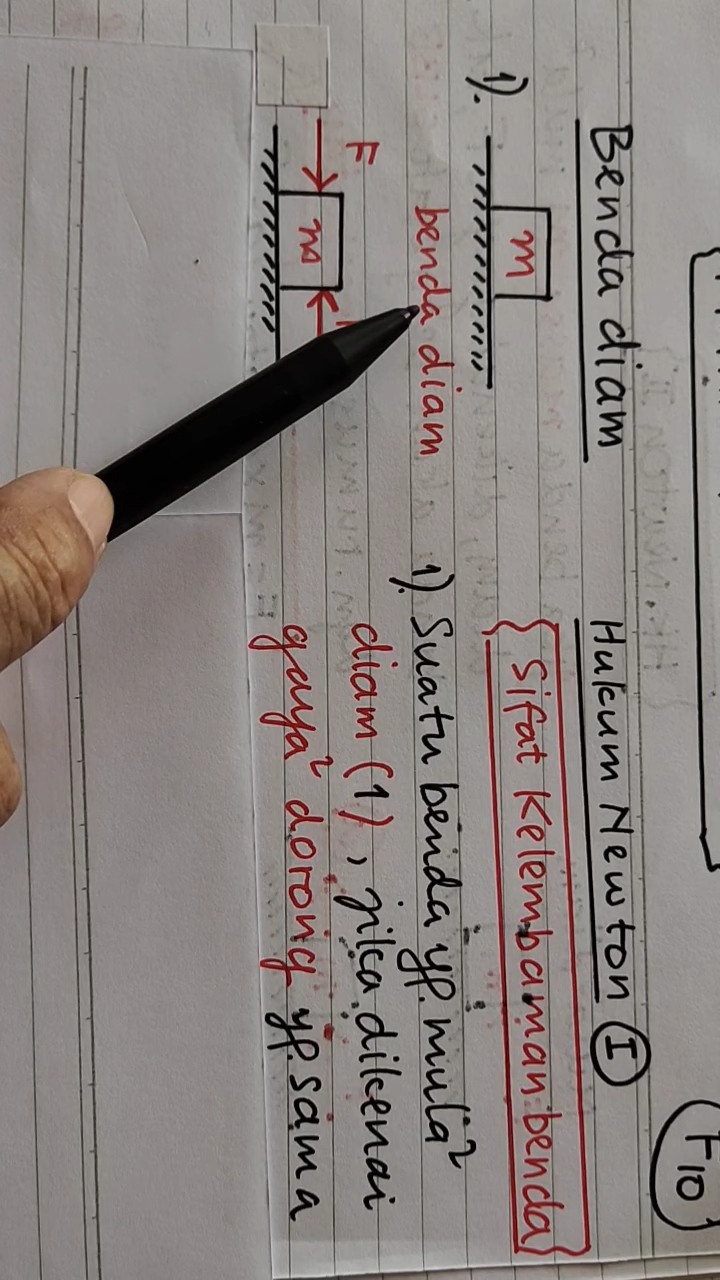 F10
Benda diam
Hukum Newton I
{Sifat Kelembaman benda}
1).
m
benda diam
F
m
1). Suatu benda yg mula²
diam (1), jika dikenai
gaya² dorong yg sama